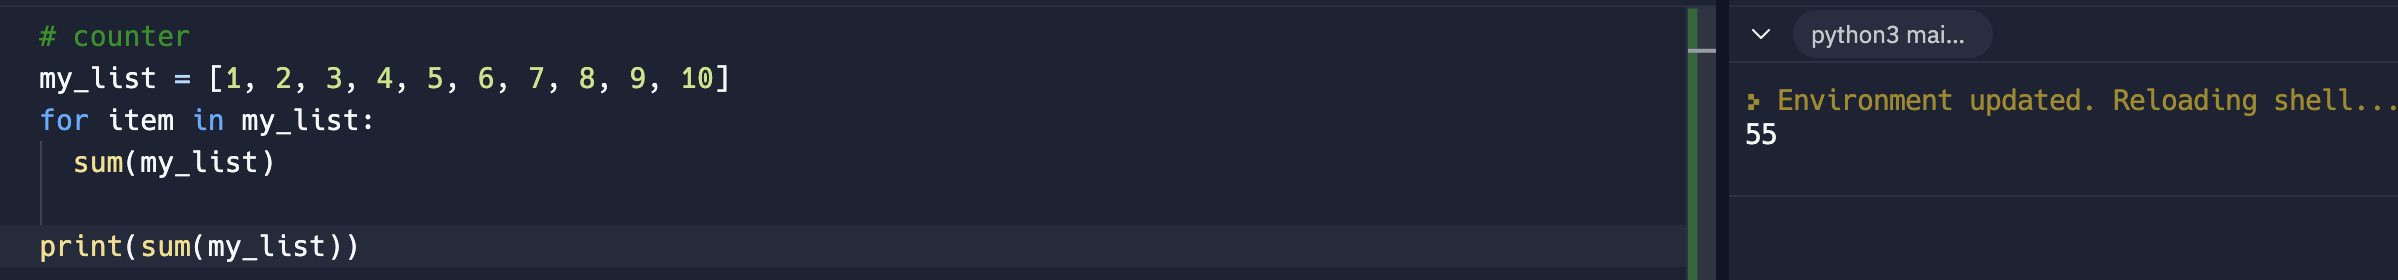 # counter
my_list = [1, 2, 3, 4, 5, 6, 7, 8, 9, 10]
for item in my_list:
  sum(my_list)
print(sum(my_list))
python3 mai...
Environment updated. Reloading shell...
55